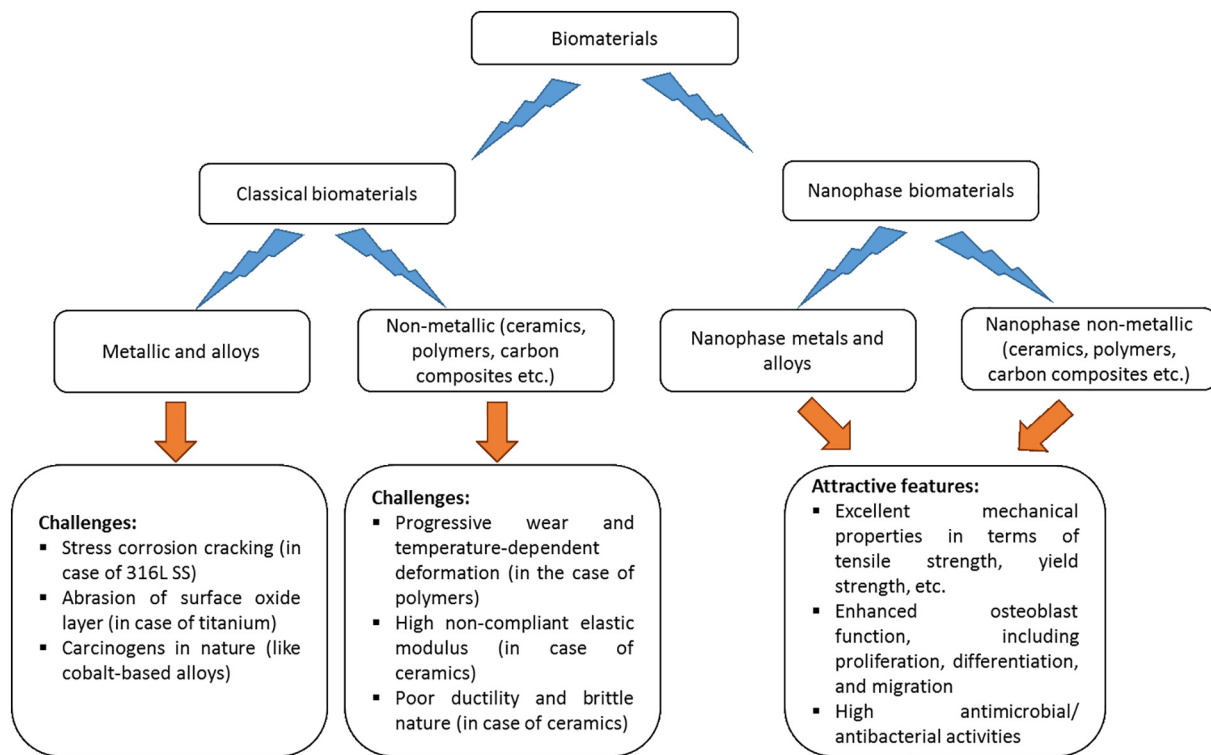 Biomaterials
Classical biomaterials
Nanophase biomaterials
Metallic and alloys
Non-metallic (ceramics,
polymers, carbon
composites etc.)
Nanophase metals and
alloys
Nanophase non-metallic
(ceramics, polymers,
carbon composites etc.)
Challenges:
▪ Stress corrosion cracking (in
case of 316L SS)
▪ Abrasion of surface oxide
layer (in case of titanium)
▪ Carcinogens in nature (like
cobalt-based alloys)
Challenges:
▪ Progressive wear and
temperature-dependent
deformation (in the case of
polymers)
▪ High non-compliant elastic
modulus (in case of
ceramics)
▪ Poor ductility and brittle
nature (in case of ceramics)
Attractive features:
▪ Excellent mechanical
properties in terms of
tensile strength, yield
strength, etc.
▪ Enhanced osteoblast
function, including
proliferation, differentiation,
and migration
▪ High antimicrobial/
antibacterial activities